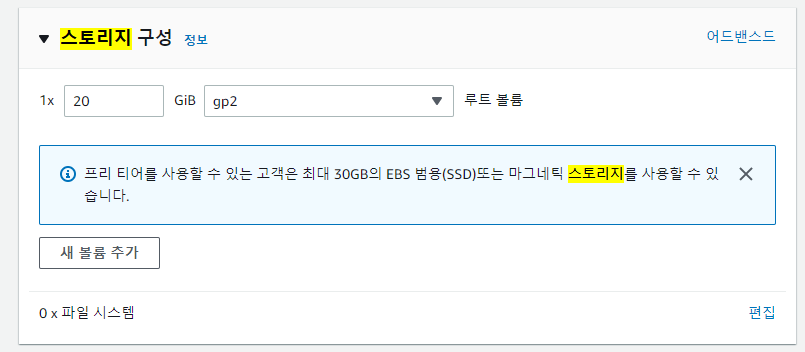 ▼ 스토리지 구성 정보 어드밴스드
1x 20 GiB gp2 루트 볼륨
프리 티어를 사용할 수 있는 고객은 최대 30GB의 EBS 범용(SSD)또는 마그네틱 스토리지를 사용할 수 있
습니다.
새 볼륨 추가
0 x 파일 시스템 편집